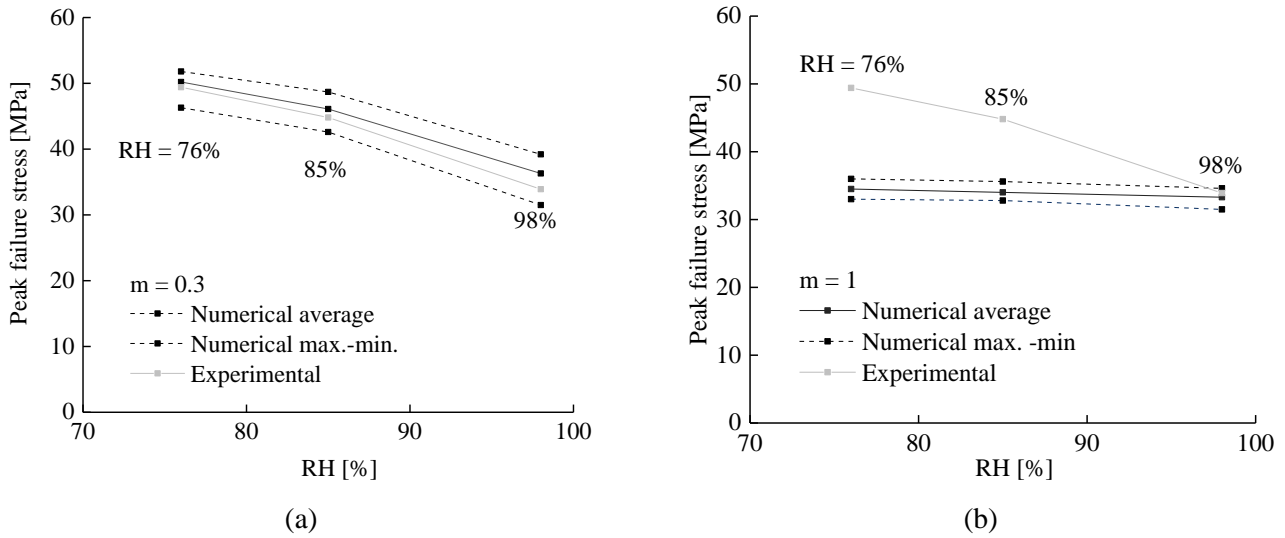 60
50
40
30
20
10
0
Peak failure stress [MPa]
RH = 76%
85%
98%
m = 0.3
Numerical average
Numerical max.-min.
Experimental
70
80
90
100
RH [%]
(a)
60
50
40
30
20
10
0
Peak failure stress [MPa]
RH = 76%
85%
98%
m = 1
Numerical average
Numerical max. -min
Experimental
70
80
90
100
RH [%]
(b)